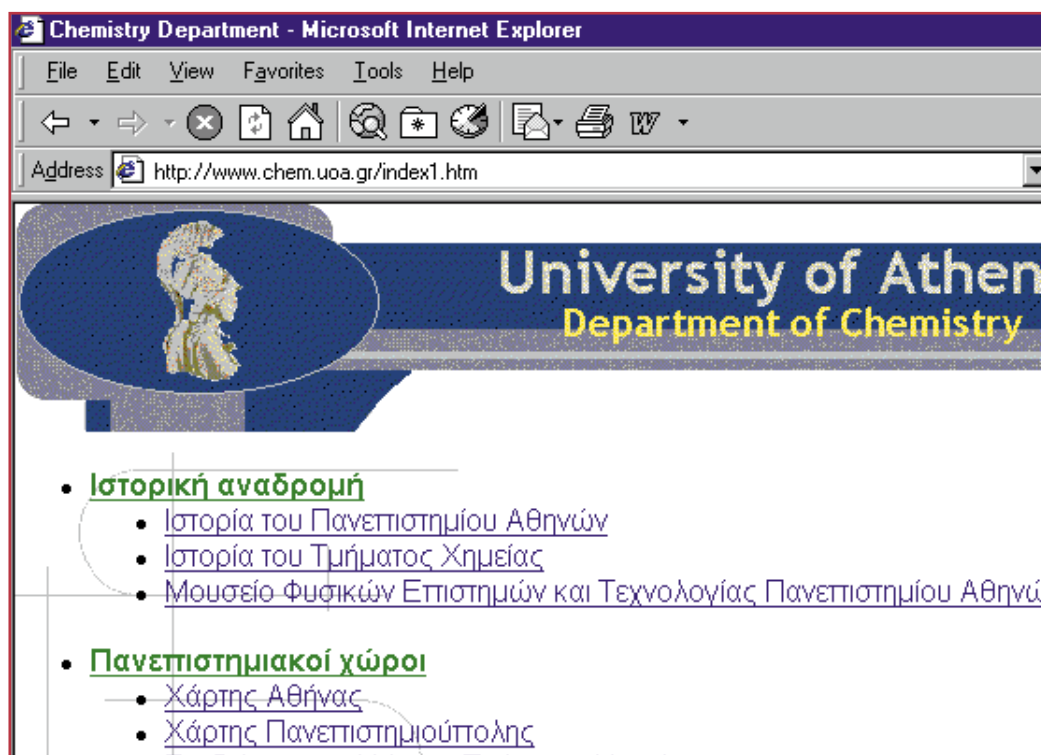 Chemistry Department - Microsoft Internet Explorer
File Edit View Favorites Tools Help
Address http://www.chem.uoa.gr/index1.htm
University of Athen
Department of Chemistry
Ιστορική αναδρομή
Ιστορία του Πανεπιστημίου Αθηνών
Ιστορία του Τμήματος Χημείας
Μουσείο Φυσικών Επιστημών και Τεχνολογίας Πανεπιστημίου Αθηνώ
Πανεπιστημιακοί χώροι
Χάρτης Αθήνας
Χάρτης Πανεπιστημιούπολης